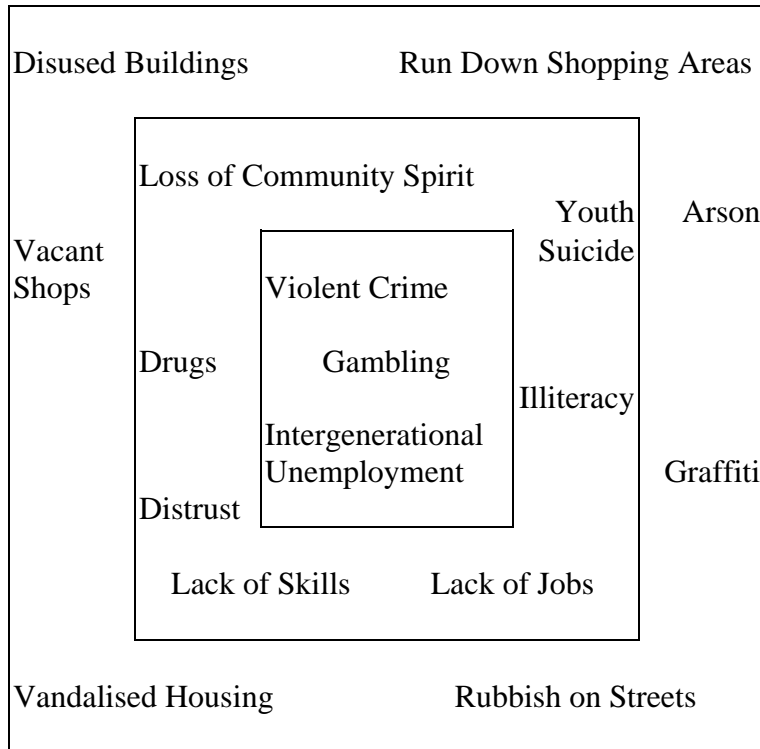 Disused Buildings Run Down Shopping Areas
Loss of Community Spirit
Youth Suicide
Arson
Vacant
Shops
Violent Crime
Drugs
Gambling
Illiteracy
Intergenerational
Unemployment
Graffiti
Distrust
Lack of Skills Lack of Jobs
Vandalised Housing Rubbish on Streets